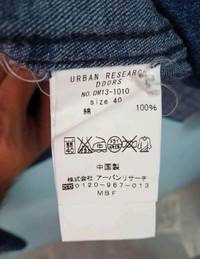 URBAN RESEARCH
DOORS
NO.DM13-1010
size 40
綿 100%
中国製
株式会社 アーバンリサーチ
0120-967-013
MBF